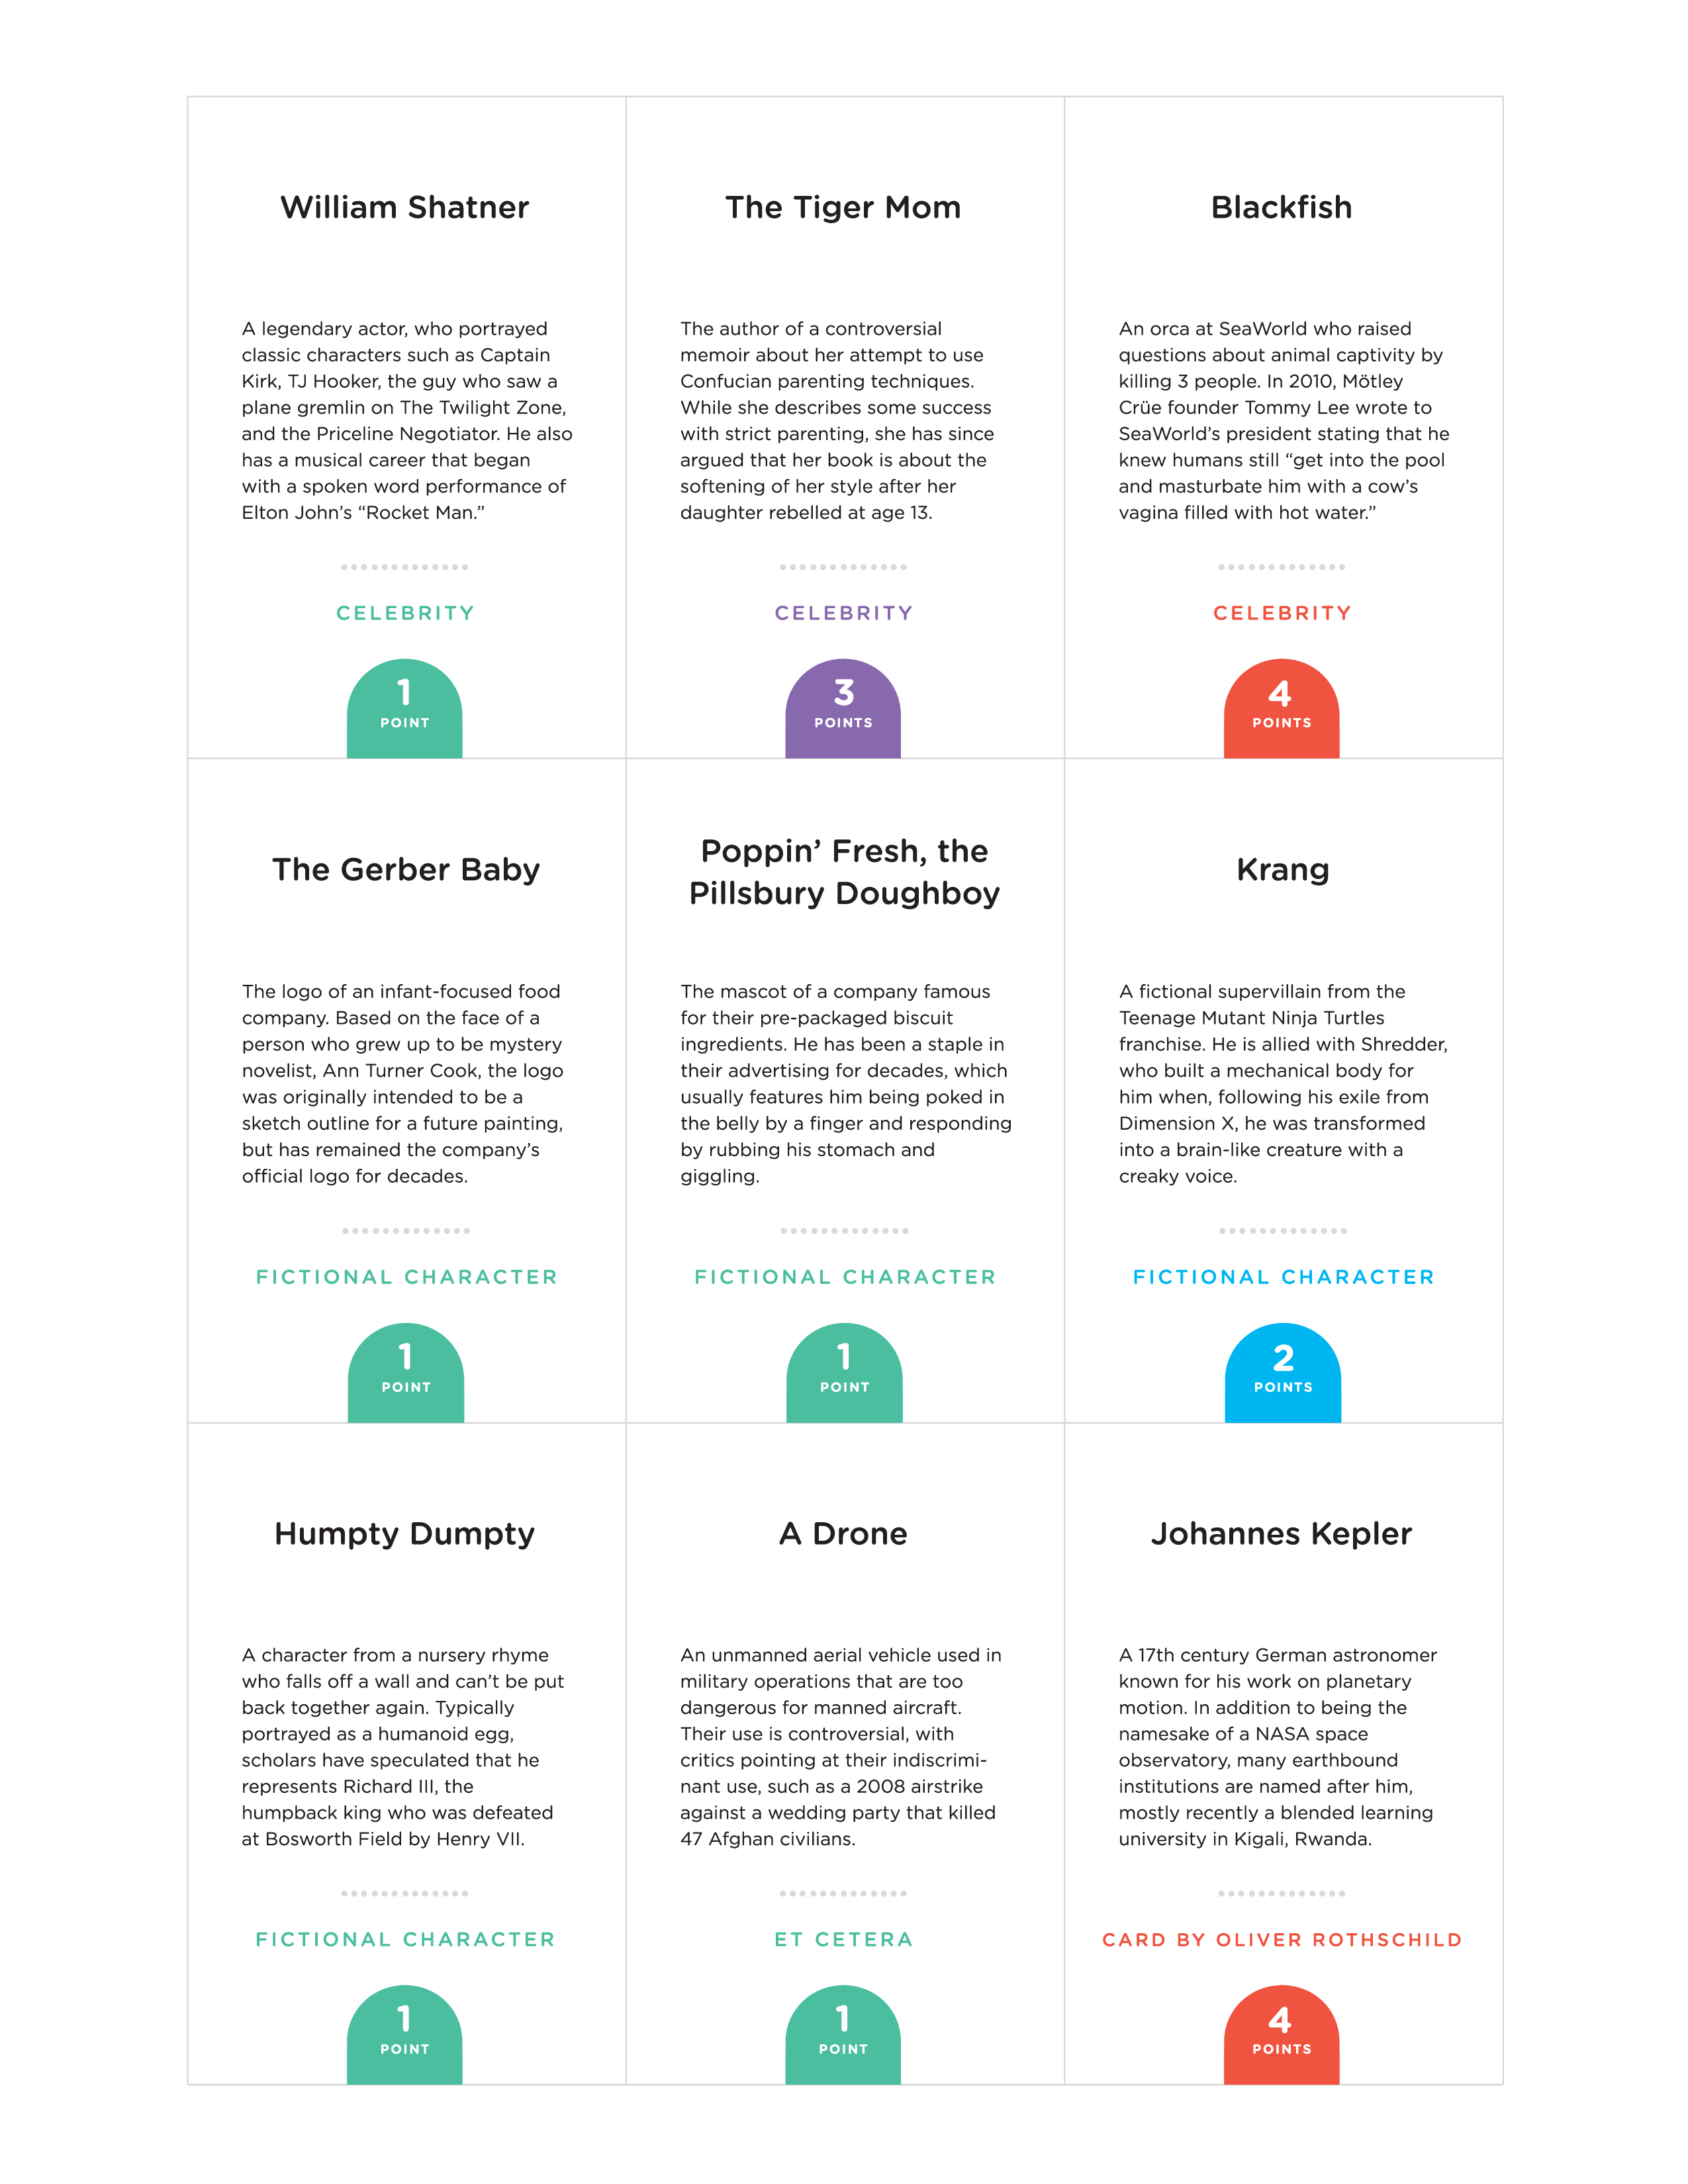 William Shatner
A legendary actor, who portrayed
classic characters such as Captain
Kirk, TJ Hooker, the guy who saw a
plane gremlin on The Twilight Zone,
and the Priceline Negotiator. He also
has a musical career that began
with a spoken word performance of
Elton John’s “Rocket Man.”
CELEBRITY
1
POINT
The Tiger Mom
The author of a controversial
memoir about her attempt to use
Confucian parenting techniques.
While she describes some success
with strict parenting, she has since
argued that her book is about the
softening of her style after her
daughter rebelled at age 13.
CELEBRITY
3
POINTS
Blackfish
An orca at SeaWorld who raised
questions about animal captivity by
killing 3 people. In 2010, Mötley
Crüe founder Tommy Lee wrote to
SeaWorld’s president stating that he
knew humans still “get into the pool
and masturbate him with a cow’s
vagina filled with hot water.”
CELEBRITY
4
POINTS
The Gerber Baby
The logo of an infant-focused food
company. Based on the face of a
person who grew up to be mystery
novelist, Ann Turner Cook, the logo
was originally intended to be a
sketch outline for a future painting,
but has remained the company’s
official logo for decades.
FICTIONAL CHARACTER
1
POINT
Poppin’ Fresh, the
Pillsbury Doughboy
The mascot of a company famous
for their pre-packaged biscuit
ingredients. He has been a staple in
their advertising for decades, which
usually features him being poked in
the belly by a finger and responding
by rubbing his stomach and
giggling.
FICTIONAL CHARACTER
1
POINT
Krang
A fictional supervillain from the
Teenage Mutant Ninja Turtles
franchise. He is allied with Shredder,
who built a mechanical body for
him when, following his exile from
Dimension X, he was transformed
into a brain-like creature with a
creaky voice.
FICTIONAL CHARACTER
2
POINTS
Humpty Dumpty
A character from a nursery rhyme
who falls off a wall and can’t be put
back together again. Typically
portrayed as a humanoid egg,
scholars have speculated that he
represents Richard III, the
humpback king who was defeated
at Bosworth Field by Henry VII.
FICTIONAL CHARACTER
1
POINT
A Drone
An unmanned aerial vehicle used in
military operations that are too
dangerous for manned aircraft.
Their use is controversial, with
critics pointing at their indiscrimi-
nant use, such as a 2008 airstrike
against a wedding party that killed
47 Afghan civilians.
ET CETERA
1
POINT
Johannes Kepler
A 17th century German astronomer
known for his work on planetary
motion. In addition to being the
namesake of a NASA space
observatory, many earthbound
institutions are named after him,
mostly recently a blended learning
university in Kigali, Rwanda.
CARD BY OLIVER ROTHSCHILD
4
POINTS